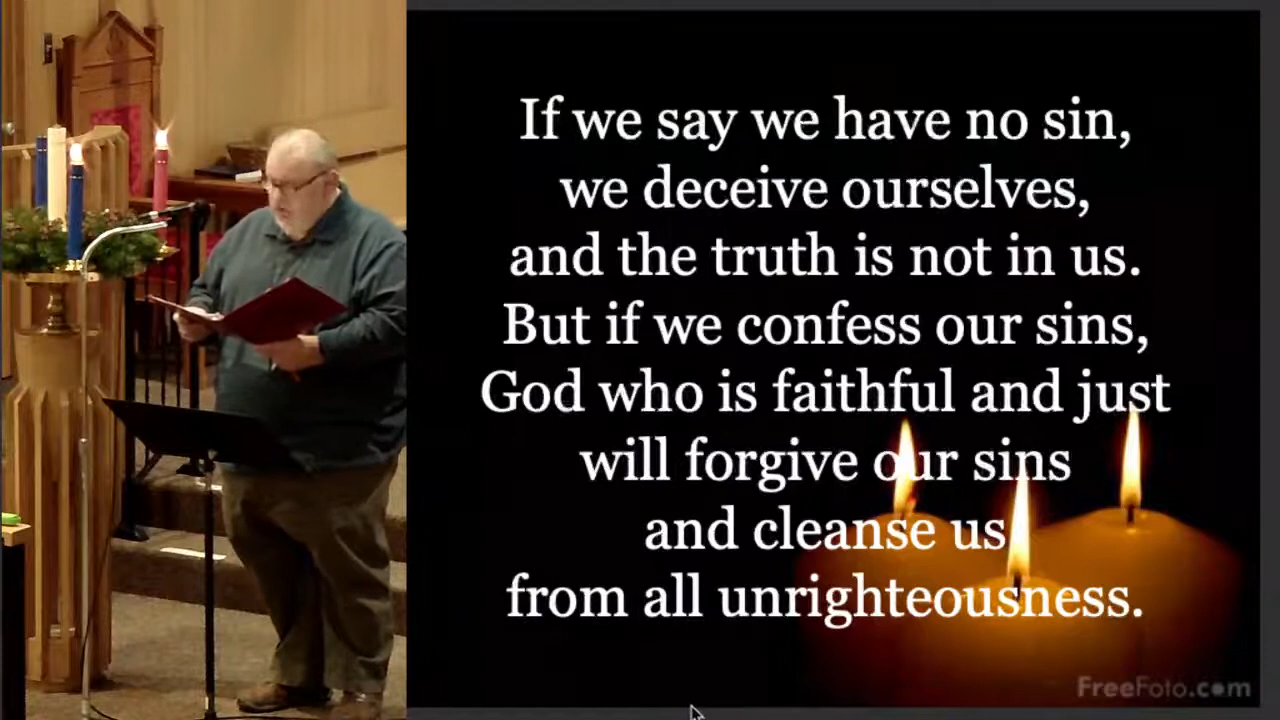 If we say we have no sin,
we deceive ourselves,
and the truth is not in us.
But if we confess our sins,
God who is faithful and just
will forgive our sins
and cleanse us
from all unrighteousness.
FreeFoto.com